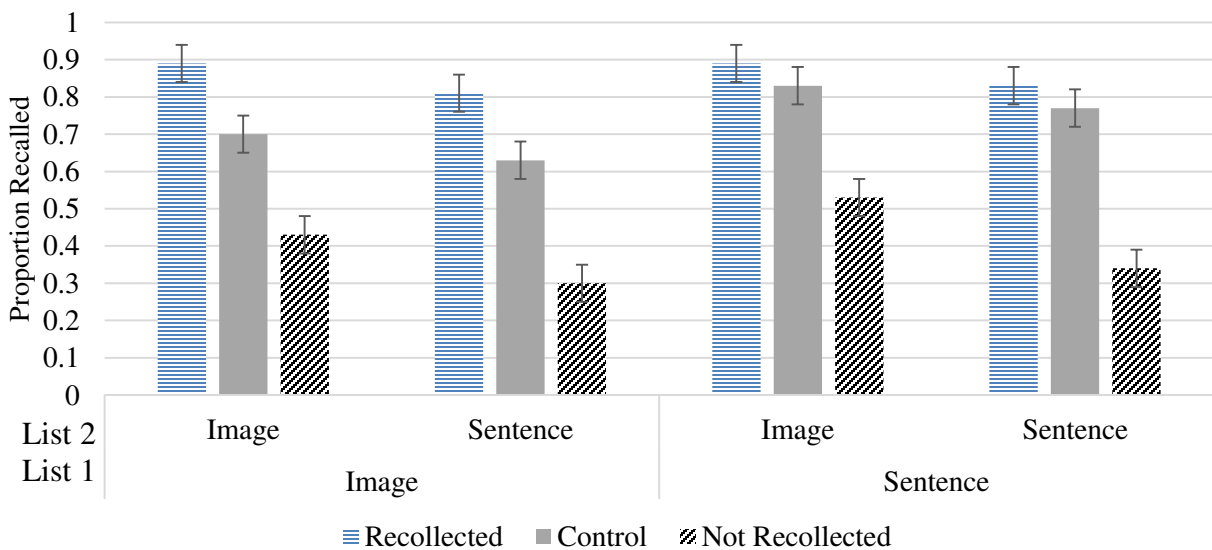 Proportion Recalled
1
0.9
0.8
0.7
0.6
0.5
0.4
0.3
0.2
0.1
0
List 2 Image Sentence Image Sentence
List 1 Image Sentence
Recollected Control Not Recollected